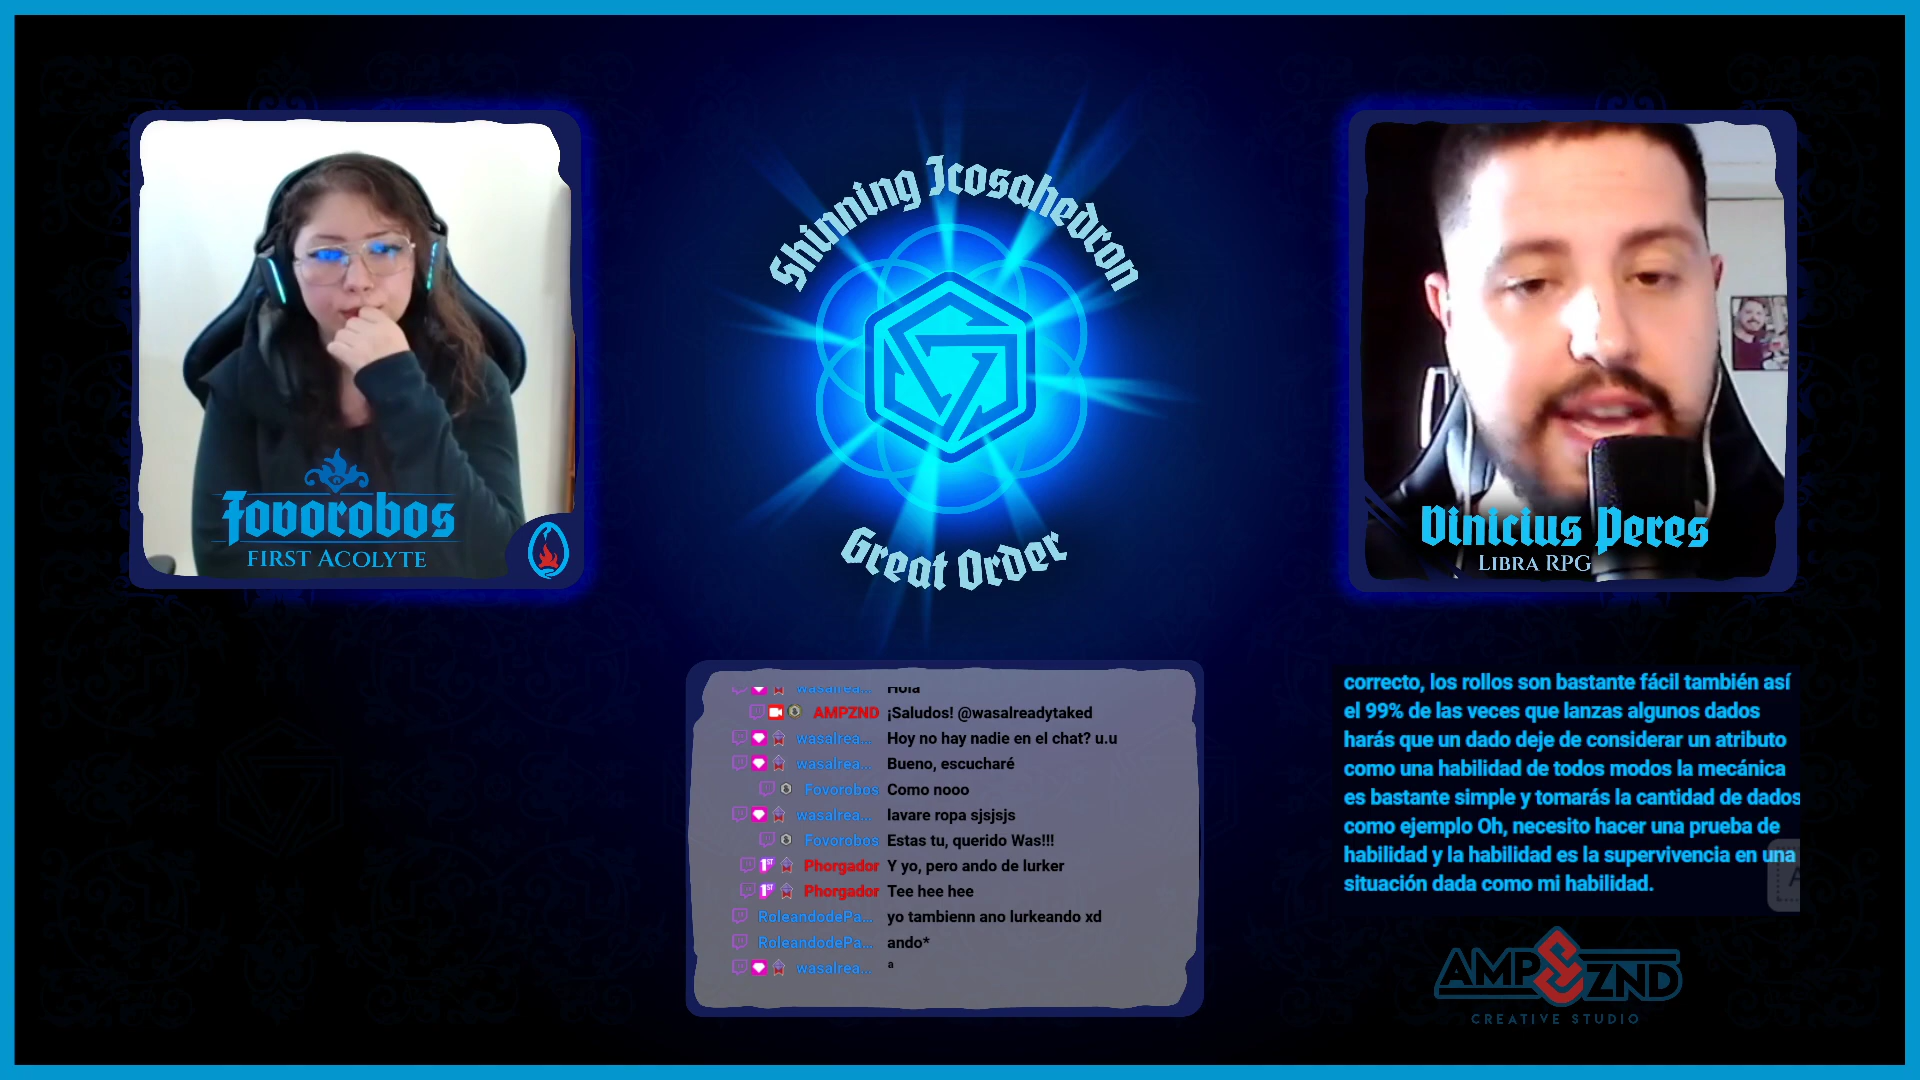 Shinning Icosahedron
Great Order
Fovorobos
FIRST ACOLYTE
Vinicius Peres
LIBRA RPG
wasalrea... Hola
AMPZND ¡Saludos! @wasalreadytaked
wasalrea... Hoy no hay nadie en el chat? u.u
wasalrea... Bueno, escucharé
Fovorobos Como nooo
wasalrea... lavare ropa sjsjsjs
Fovorobos Estas tu, querido Was!!!
1ST Phorgador Y yo, pero ando de lurker
1ST Phorgador Tee hee hee
RoleandodePa... yo tambienn ano lurkeando xd
RoleandodePa... ando*
wasalrea... a
correcto, los rollos son bastante fácil también así
el 99% de las veces que lanzas algunos dados
harás que un dado deje de considerar un atributo
como una habilidad de todos modos la mecánica
es bastante simple y tomarás la cantidad de dados
como ejemplo Oh, necesito hacer una prueba de
habilidad y la habilidad es la supervivencia en una
situación dada como mi habilidad.
AMP&ZND
CREATIVE STUDIO